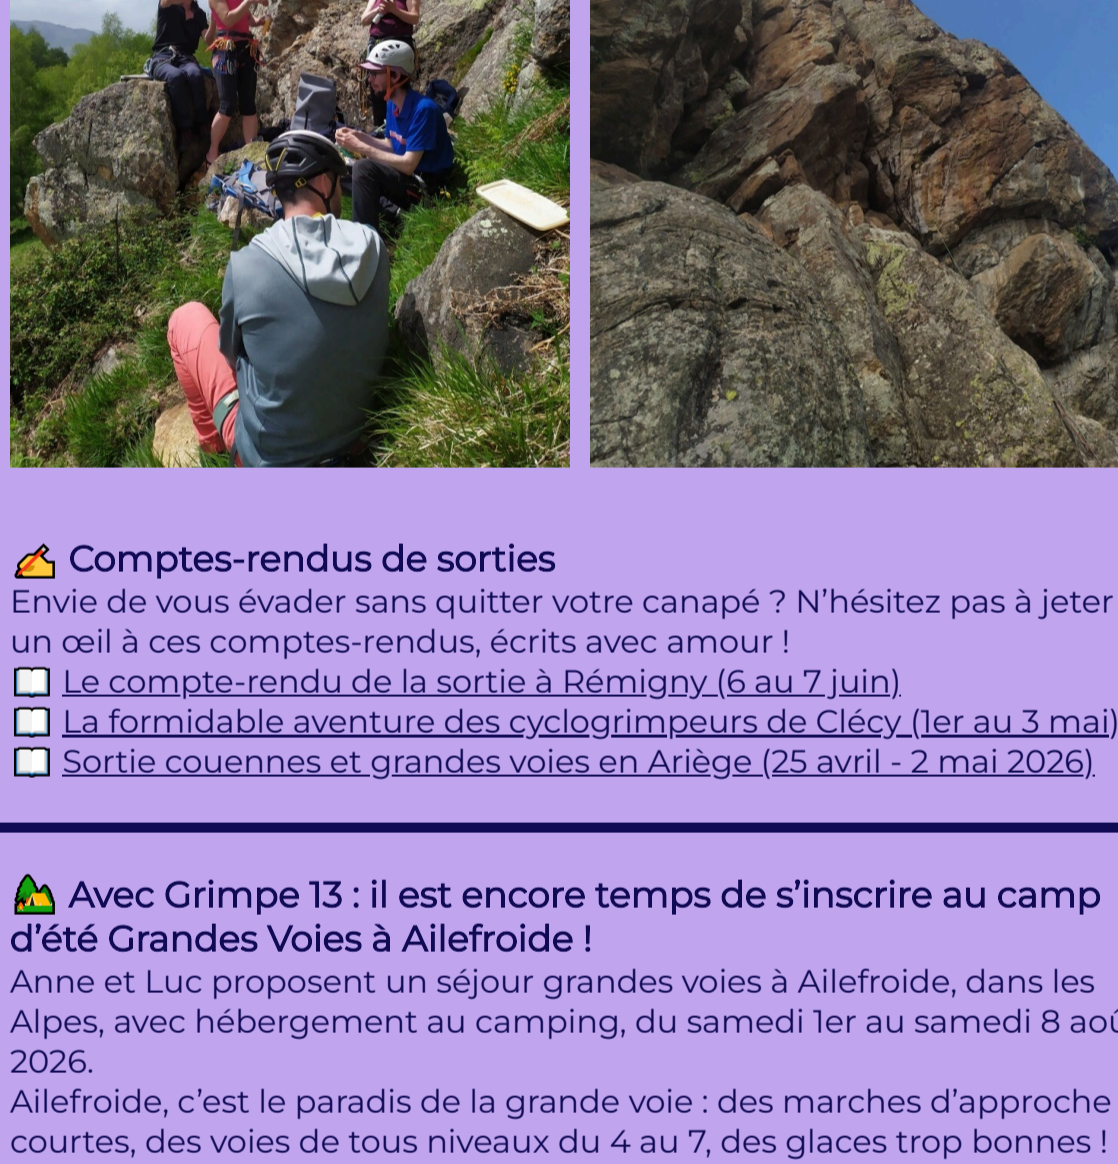 Comptes-rendus de sorties
Envie de vous évader sans quitter votre canapé ? N’hésitez pas à jeter
un œil à ces comptes-rendus, écrits avec amour !
Le compte-rendu de la sortie à Rémigny (6 au 7 juin)
La formidable aventure des cyclogrimpeurs de Clécy (1er au 3 mai)
Sortie couennes et grandes voies en Ariège (25 avril - 2 mai 2026)
Avec Grimpe 13 : il est encore temps de s’inscrire au camp
d’été Grandes Voies à Ailefroide !
Anne et Luc proposent un séjour grandes voies à Ailefroide, dans les
Alpes, avec hébergement au camping, du samedi 1er au samedi 8 aoû
2026.
Ailefroide, c’est le paradis de la grande voie : des marches d’approche
courtes, des voies de tous niveaux du 4 au 7, des glaces trop bonnes !